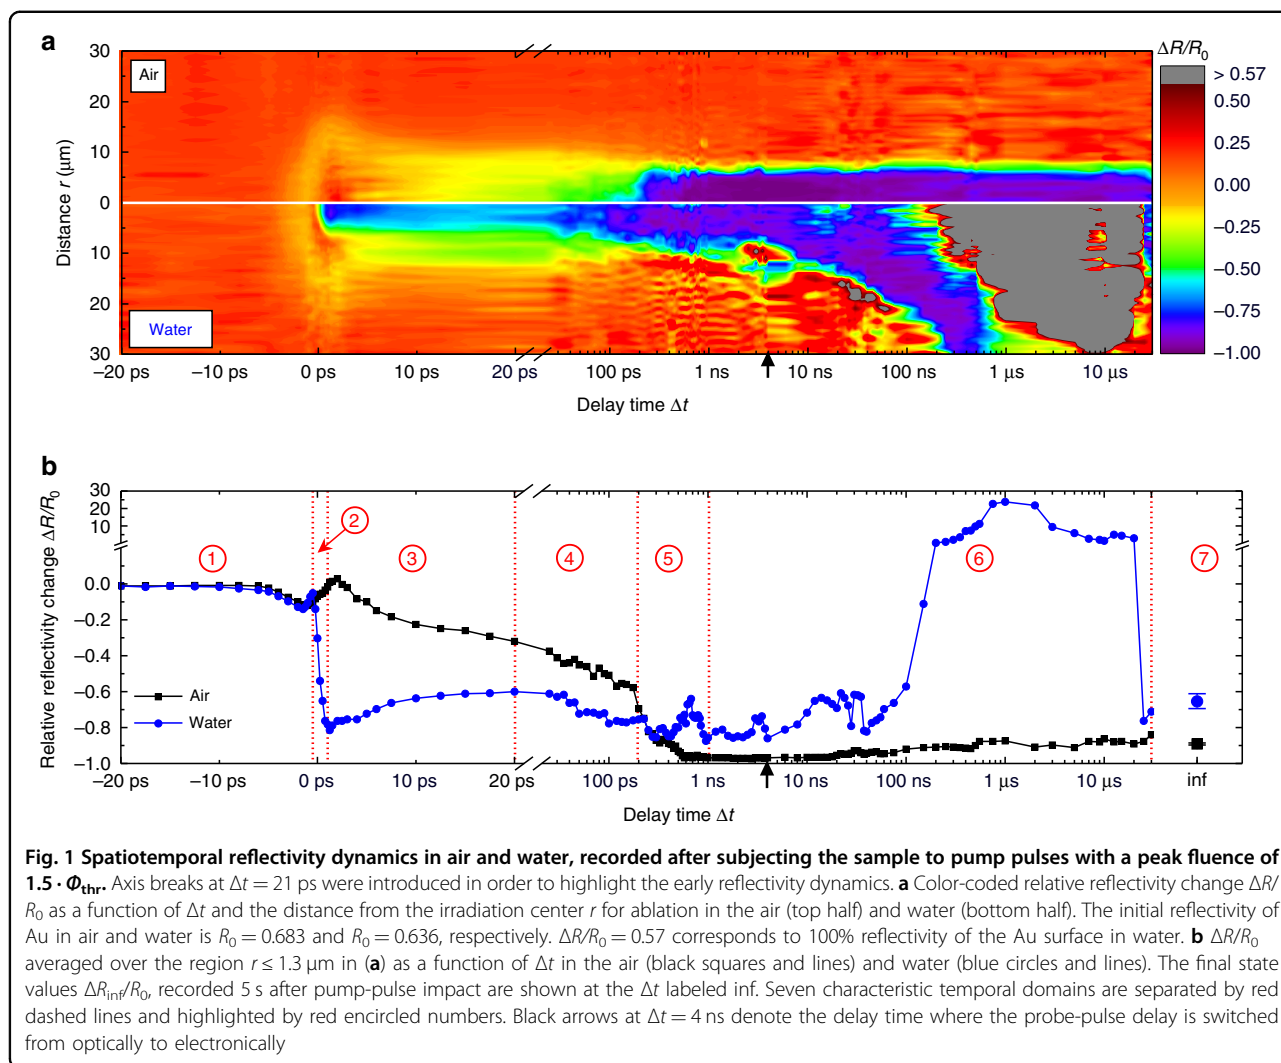 a
30
20
10
0
10
20
30
Distance r (μm)
Air
Water
ΔR/R0
> 0.57
0.50
0.25
0.00
−0.25
−0.50
−0.75
−1.00
−20 ps
−10 ps
0 ps
10 ps
20 ps
100 ps
1 ns
10 ns
100 ns
1 μs
10 μs
Delay time Δt
b
30
20
10
0.0
−0.2
−0.4
−0.6
−0.8
−1.0
Relative reflectivity change ΔR/R0
1
2
3
4
5
6
7
Air
Water
−20 ps
−10 ps
0 ps
10 ps
20 ps
100 ps
1 ns
10 ns
100 ns
1 μs
10 μs
inf
Delay time Δt
Fig. 1 Spatiotemporal reflectivity dynamics in air and water, recorded after subjecting the sample to pump pulses with a peak fluence of
1.5 · Φthr. Axis breaks at Δt = 21 ps were introduced in order to highlight the early reflectivity dynamics. a Color-coded relative reflectivity change ΔR/
R0 as a function of Δt and the distance from the irradiation center r for ablation in the air (top half) and water (bottom half). The initial reflectivity of
Au in air and water is R0 = 0.683 and R0 = 0.636, respectively. ΔR/R0 = 0.57 corresponds to 100% reflectivity of the Au surface in water. b ΔR/R0
averaged over the region r ≤ 1.3 μm in (a) as a function of Δt in the air (black squares and lines) and water (blue circles and lines). The final state
values ΔRinf/R0, recorded 5 s after pump-pulse impact are shown at the Δt labeled inf. Seven characteristic temporal domains are separated by red
dashed lines and highlighted by red encircled numbers. Black arrows at Δt = 4 ns denote the delay time where the probe-pulse delay is switched
from optically to electronically